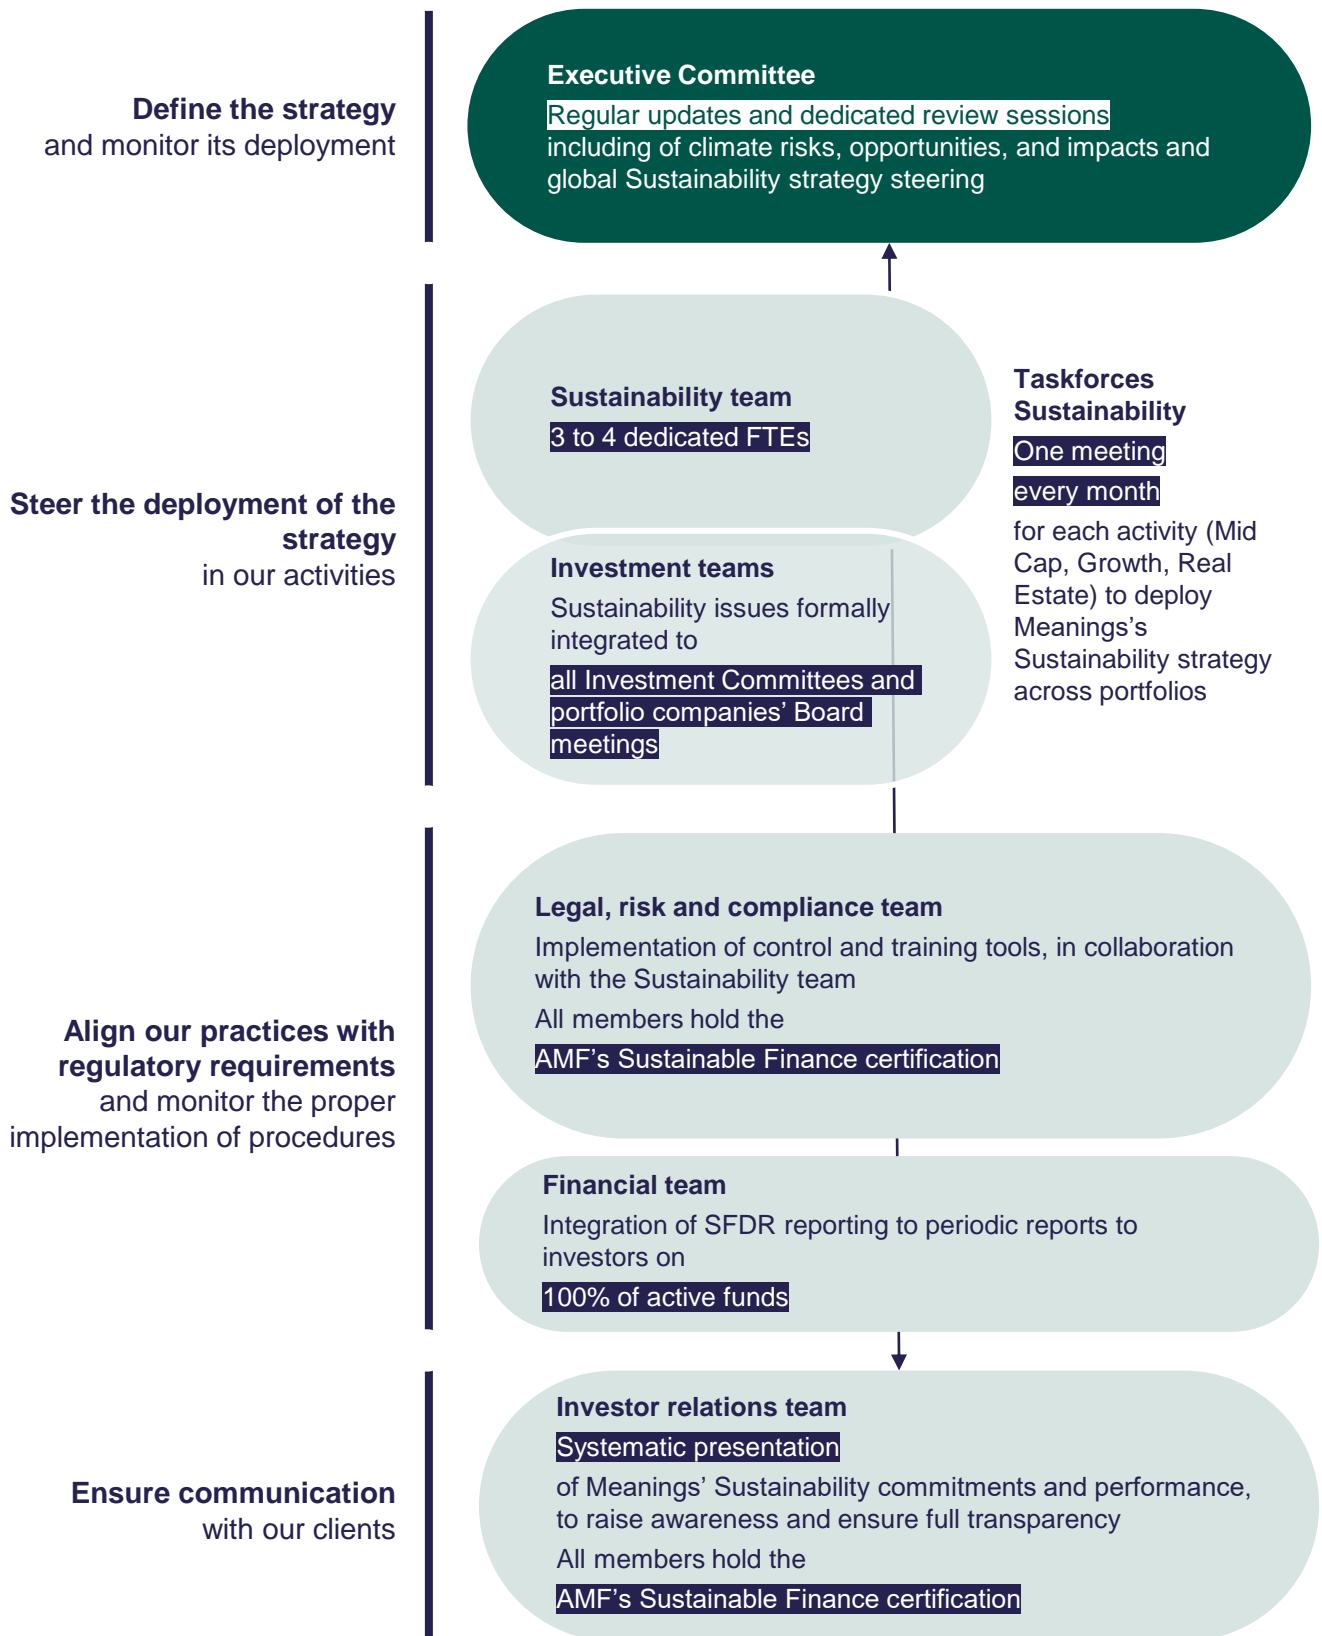 Define the strategy
and monitor its deployment
Executive Committee
Regular updates and dedicated review sessions
including of climate risks, opportunities, and impacts and
global Sustainability strategy steering
Steer the deployment of the
strategy
in our activities
Sustainability team
3 to 4 dedicated FTEs
Investment teams
Sustainability issues formally
integrated to
all Investment Committees and
portfolio companies’ Board
meetings
Taskforces
Sustainability
One meeting
every month
for each activity (Mid
Cap, Growth, Real
Estate) to deploy
Meanings’s
Sustainability strategy
across portfolios
Align our practices with
regulatory requirements
and monitor the proper
implementation of procedures
Legal, risk and compliance team
Implementation of control and training tools, in collaboration
with the Sustainability team
All members hold the
AMF’s Sustainable Finance certification
Financial team
Integration of SFDR reporting to periodic reports to
investors on
100% of active funds
Ensure communication
with our clients
Investor relations team
Systematic presentation
of Meanings’ Sustainability commitments and performance,
to raise awareness and ensure full transparency
All members hold the
AMF’s Sustainable Finance certification